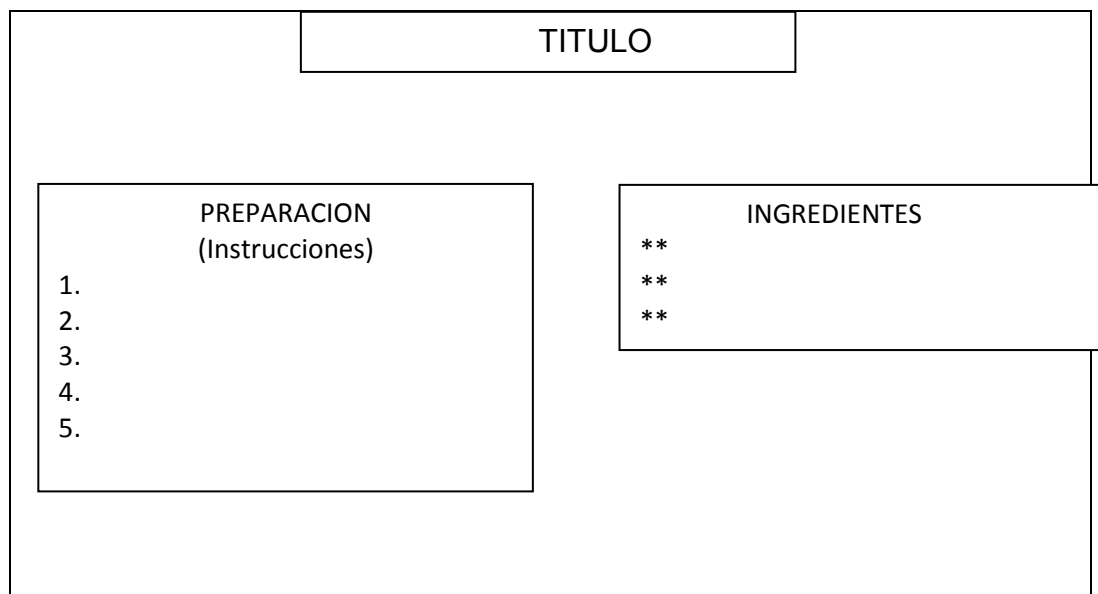 TITULO
PREPARACION
(Instrucciones)
1.
2.
3.
4.
5.
INGREDIENTES
**
**
**